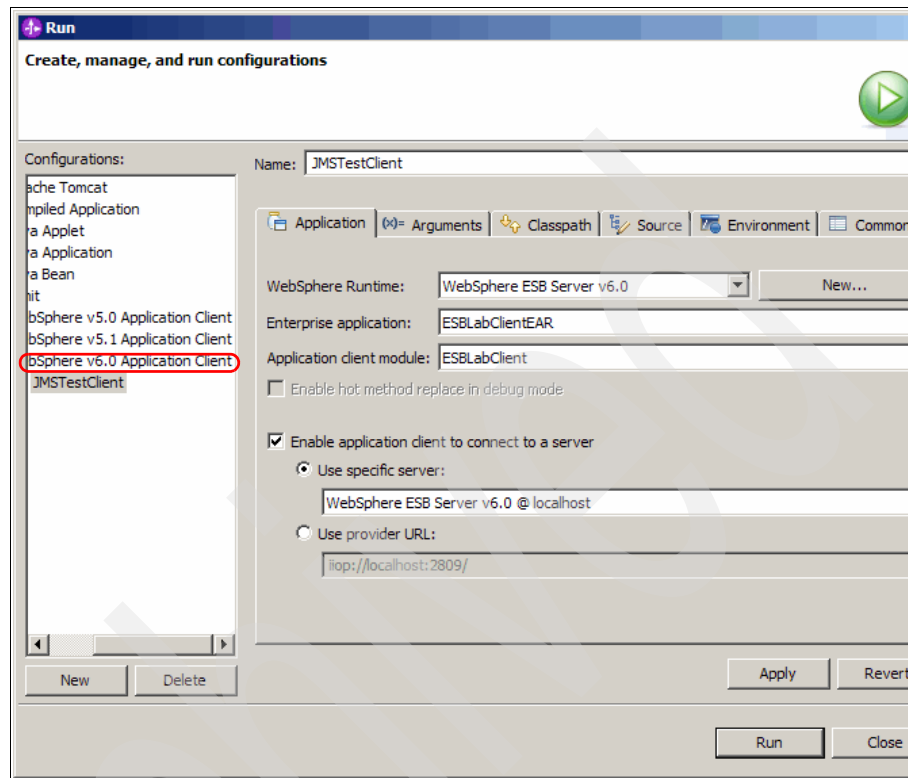 Run
Create, manage, and run configurations
Configurations:
ache Tomcat
mpiled Application
va Applet
va Application
va Bean
nit
bSphere v5.0 Application Client
bSphere v5.1 Application Client
bSphere v6.0 Application Client
JMSTestClient
New Delete
Name: JMSTestClient
Application (x)= Arguments Classpath Source Environment Common
WebSphere Runtime: WebSphere ESB Server v6.0 New...
Enterprise application: ESBLabClientEAR
Application client module: ESBLabClient
Enable hot method replace in debug mode
Enable application client to connect to a server
Use specific server:
WebSphere ESB Server v6.0 @ localhost
Use provider URL:
iiop://localhost:2809/
Apply Revert
Run Close